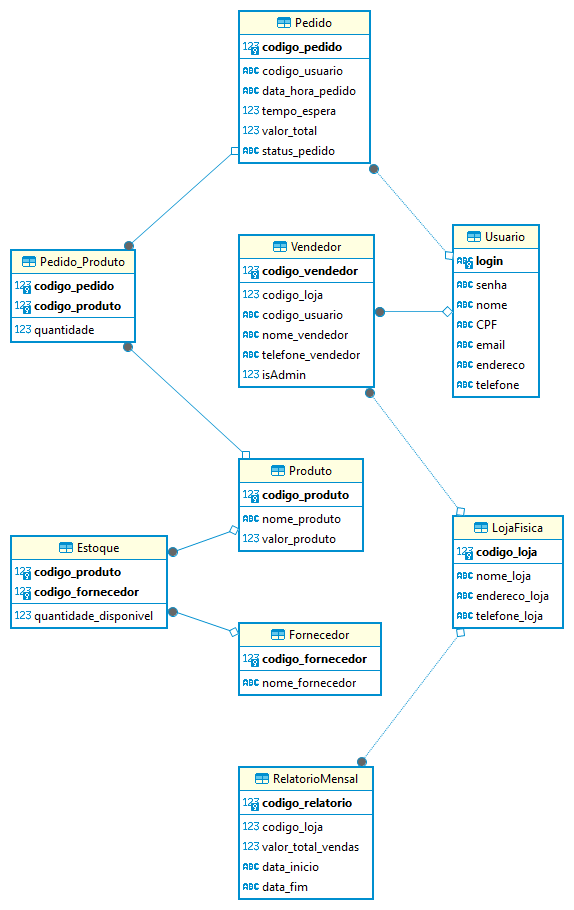 Pedido
123 codigo_pedido
ABC codigo_usuario
ABC data_hora_pedido
123 tempo_espera
123 valor_total
ABC status_pedido
Pedido_Produto
123 codigo_pedido
123 codigo_produto
123 quantidade
Vendedor
123 codigo_vendedor
123 codigo_loja
ABC codigo_usuario
ABC nome_vendedor
ABC telefone_vendedor
123 isAdmin
Usuario
ABC login
ABC senha
ABC nome
ABC CPF
ABC email
ABC endereco
ABC telefone
Produto
123 codigo_produto
ABC nome_produto
123 valor_produto
Estoque
123 codigo_produto
123 codigo_fornecedor
123 quantidade_disponivel
Fornecedor
123 codigo_fornecedor
ABC nome_fornecedor
LojaFisica
123 codigo_loja
ABC nome_loja
ABC endereco_loja
ABC telefone_loja
RelatorioMensal
123 codigo_relatorio
123 codigo_loja
123 valor_total_vendas
ABC data_inicio
ABC data_fim